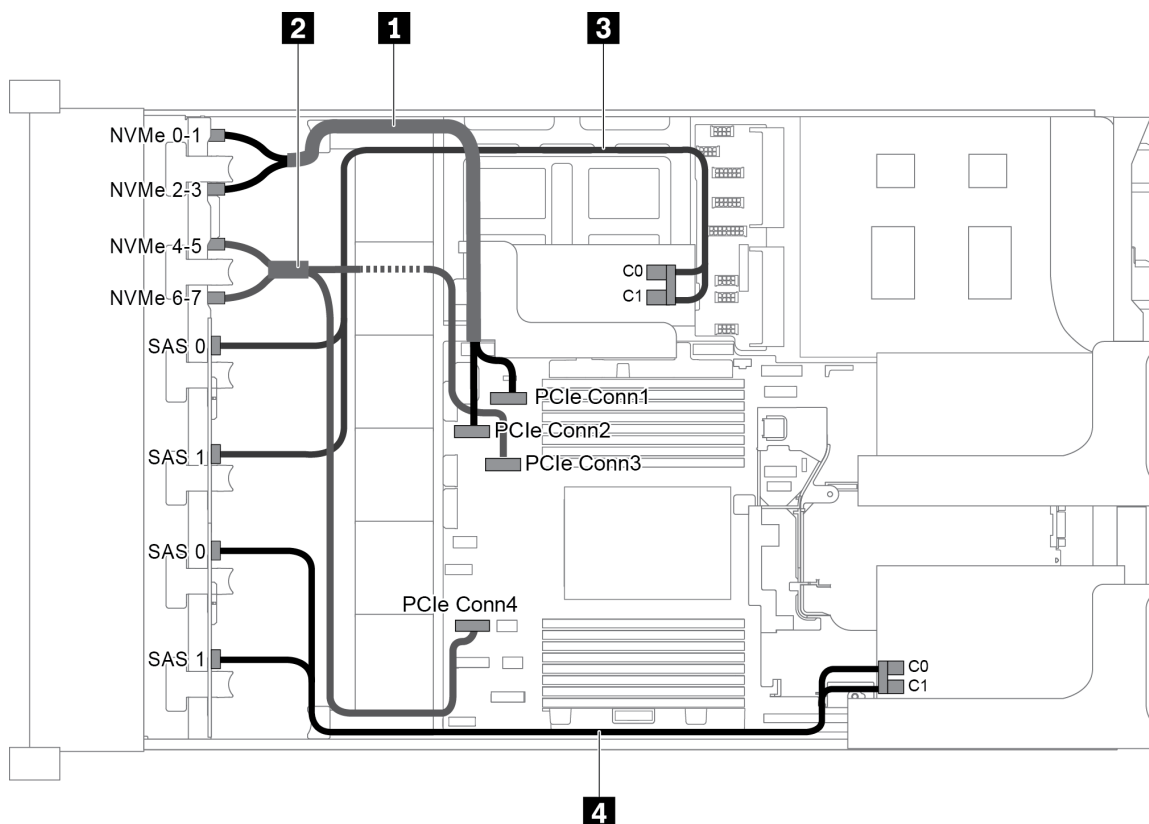 2
1
3
NVMe 0-1
NVMe 2-3
NVMe 4-5
NVMe 6-7
C0
C1
SAS 0
PCIe Conn1
PCIe Conn2
SAS 1
PCIe Conn3
SAS 0
PCIe Conn4
SAS 1
C0
C1
4